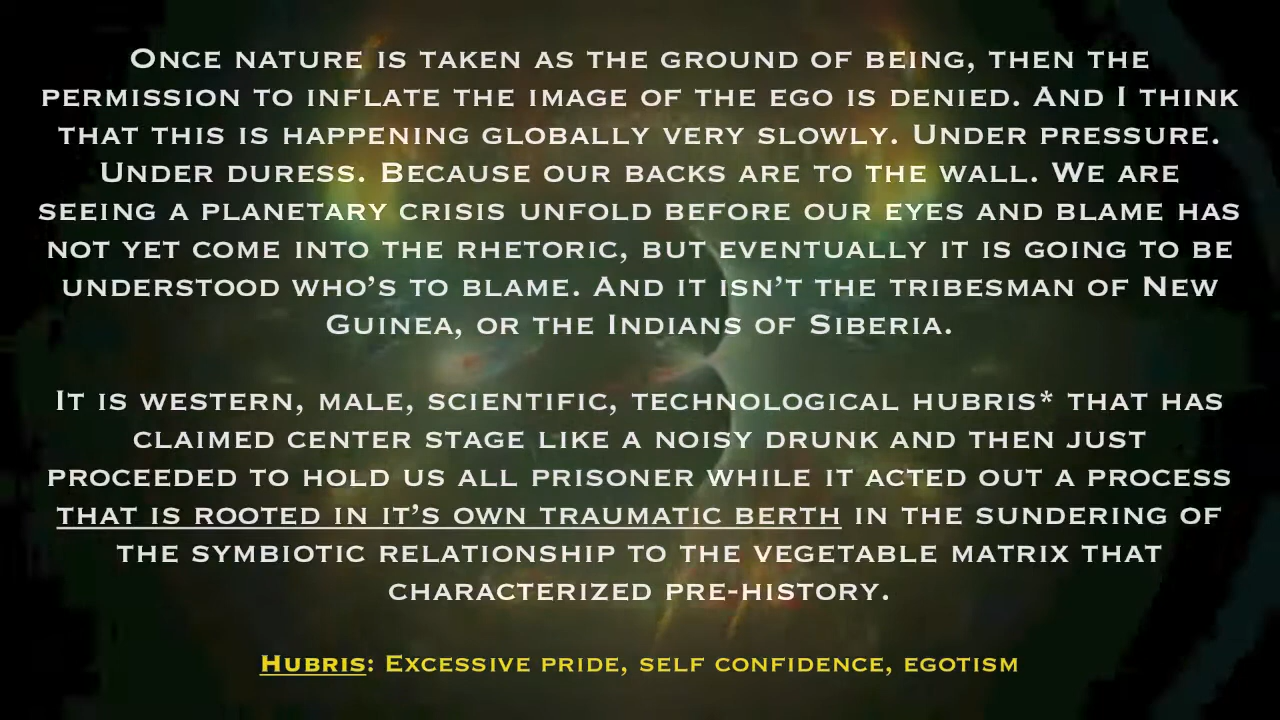 Once nature is taken as the ground of being, then the
permission to inflate the image of the ego is denied. And I think
that this is happening globally very slowly. Under pressure.
Under duress. Because our backs are to the wall. We are
seeing a planetary crisis unfold before our eyes and blame has
not yet come into the rhetoric, but eventually it is going to be
understood who's to blame. And it isn't the tribesman of New
Guinea, or the Indians of Siberia.
It is western, male, scientific, technological hubris* that has
claimed center stage like a noisy drunk and then just
proceeded to hold us all prisoner while it acted out a process
that is rooted in it's own traumatic berth in the sundering of
the symbiotic relationship to the vegetable matrix that
characterized pre-history.
Hubris: Excessive pride, self confidence, egotism